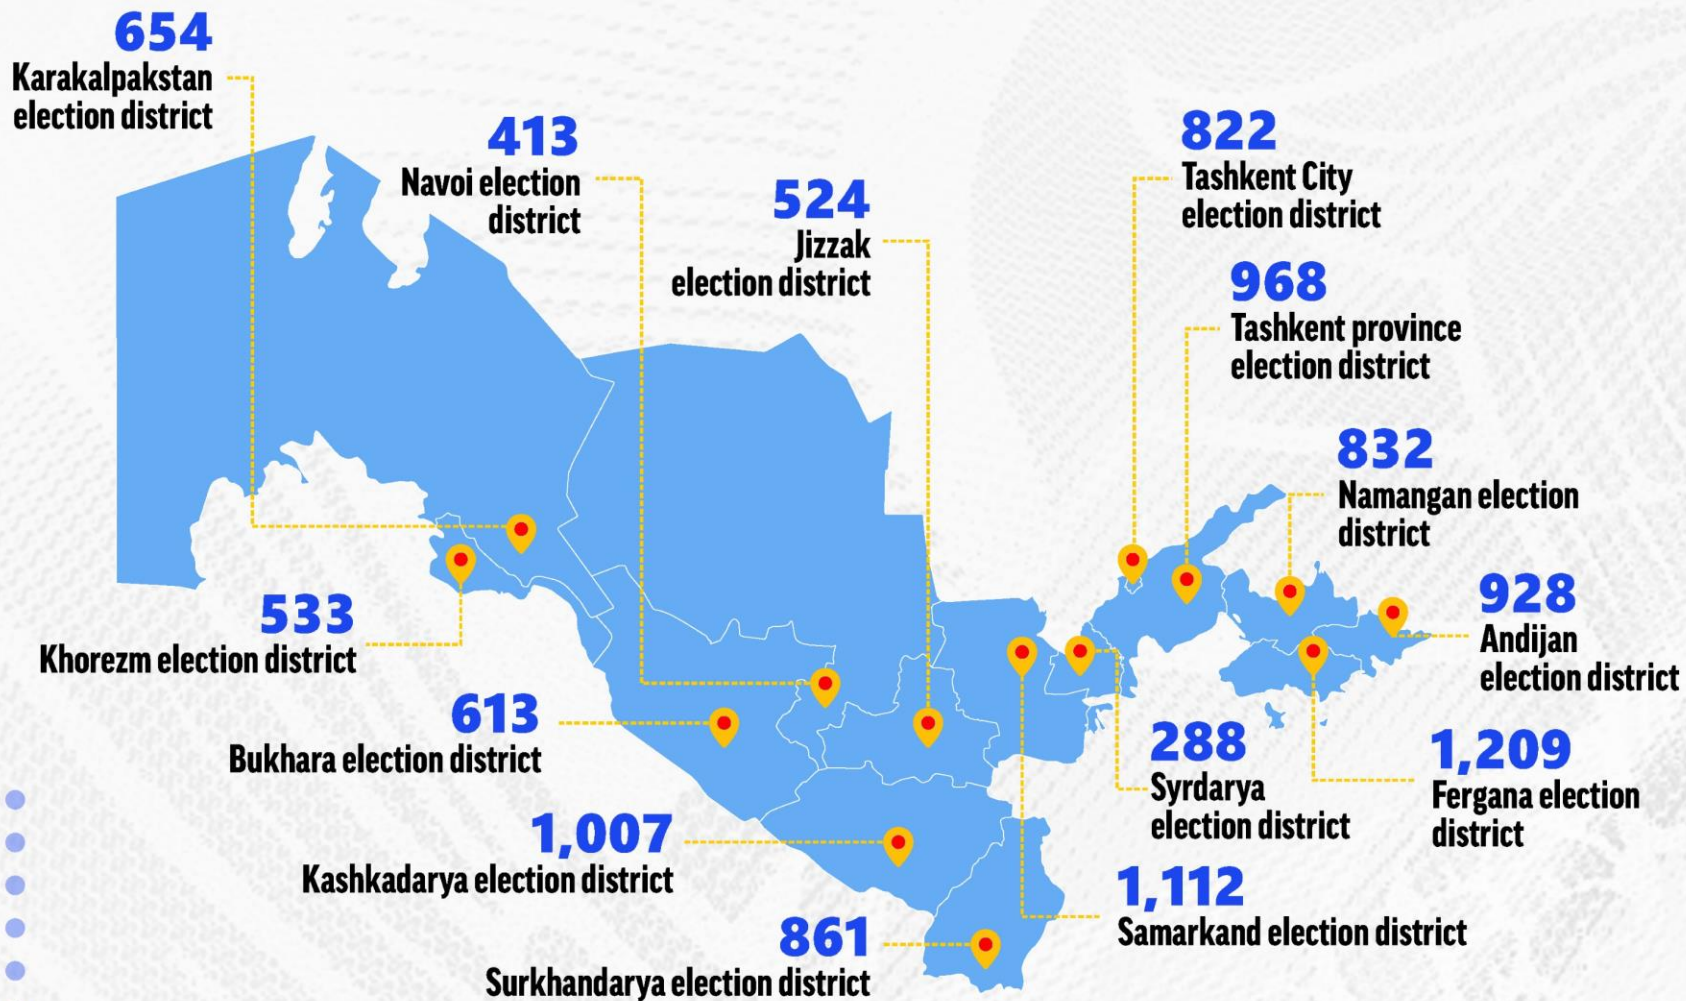 654
Karakalpakstan
election district
413
Navoi election
district
524
Jizzak
election district
822
Tashkent City
election district
968
Tashkent province
election district
832
Namangan election
district
928
Andijan
election district
533
Khorezm election district
613
Bukhara election district
288
Syrdarya
election district
1,209
Fergana election
district
1,007
Kashkadarya election district
1,112
Samarkand election district
861
Surkhandarya election district